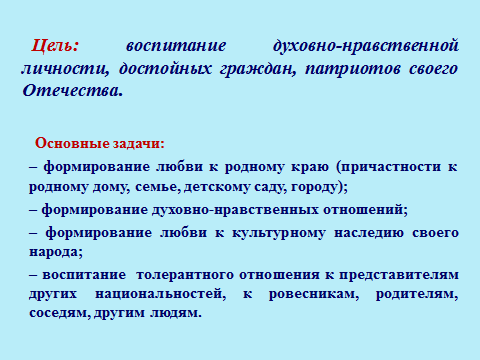 Цель: воспитание духовно-нравственной
личности, достойных граждан, патриотов своего
Отечества.
Основные задачи:
– формирование любви к родному краю (причастности к
родному дому, семье, детскому саду, городу);
– формирование духовно-нравственных отношений;
– формирование любви к культурному наследию своего
народа;
– воспитание толерантного отношения к представителям
других национальностей, к ровесникам, родителям,
соседям, другим людям.